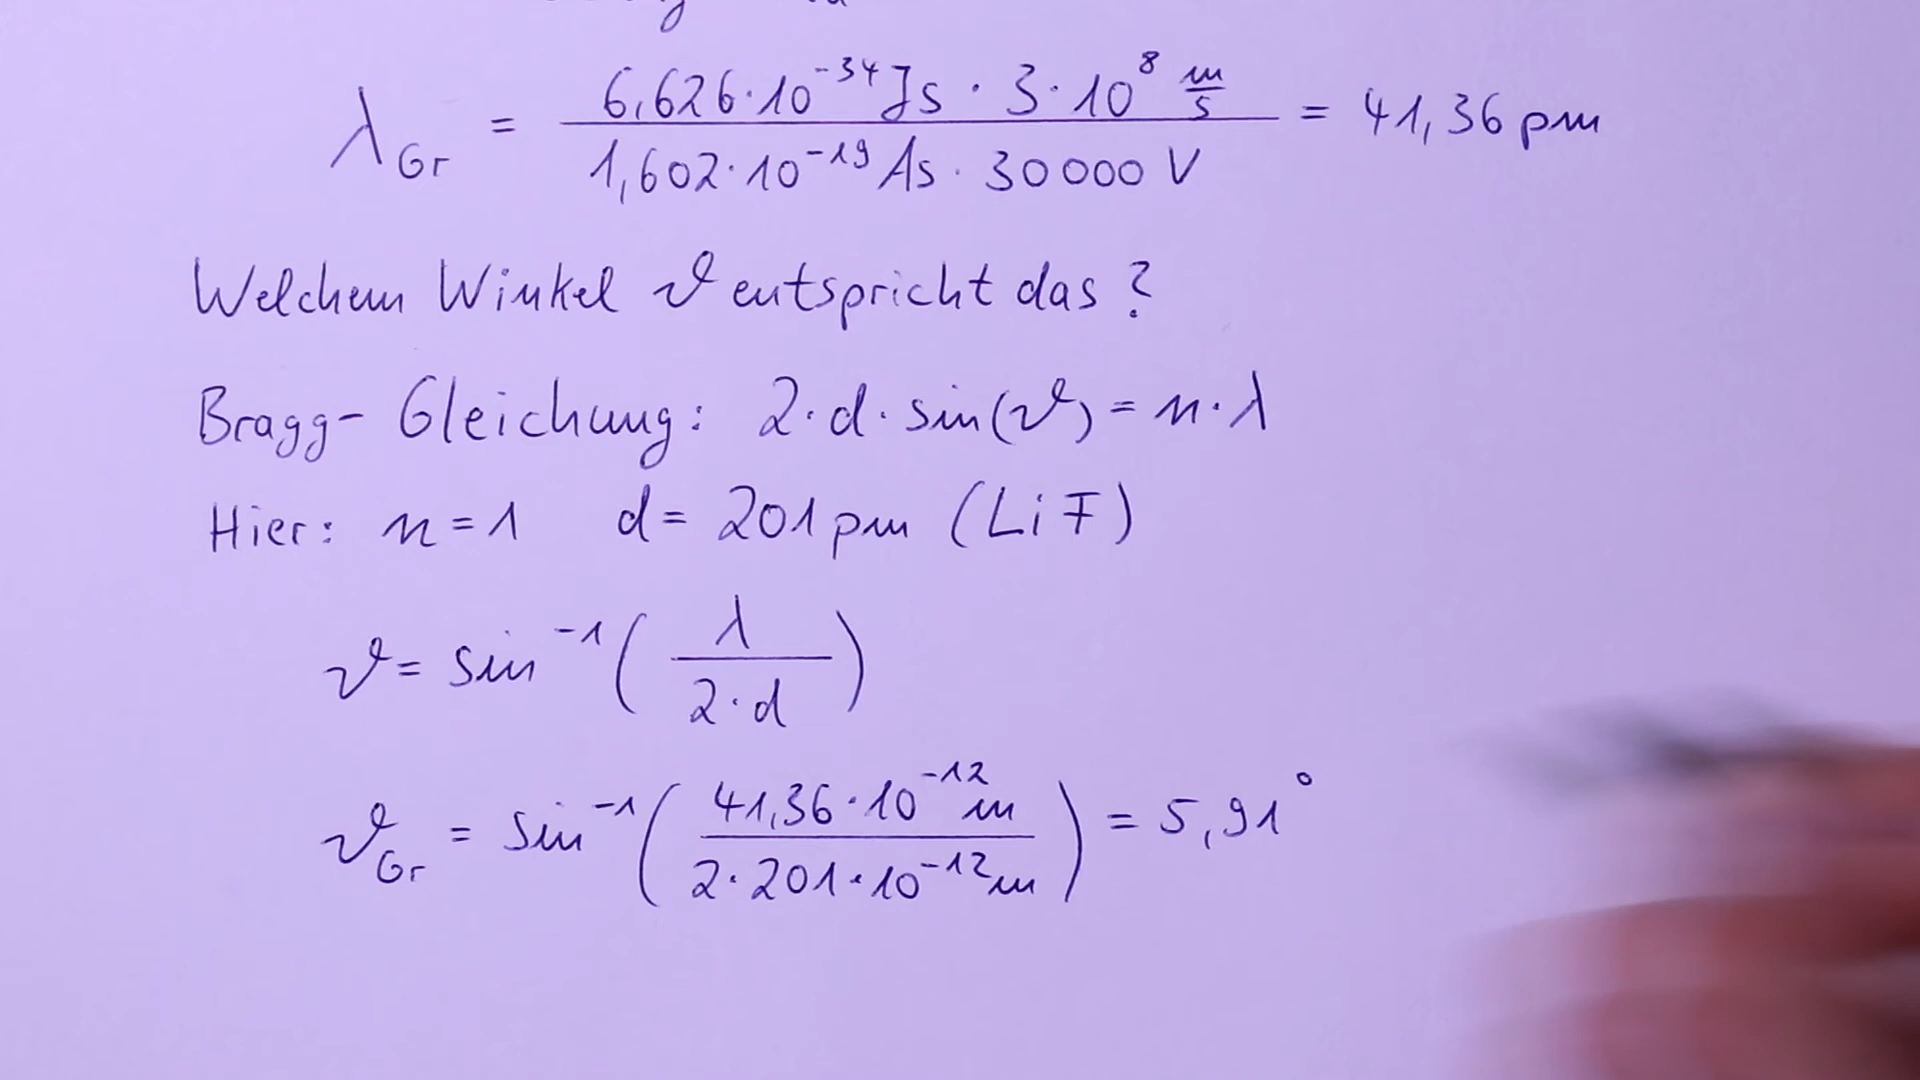 λ_Gr = 6,626·10^-34 Js · 3·10^8 m/s / 1,602·10^-19 As · 30000 V = 41,36 pm
Welchem Winkel ϑ entspricht das?
Bragg-Gleichung: 2·d·sin(ϑ) = n·λ
Hier: n=1 d= 201 pm (LiF)
ϑ = sin^-1 ( λ / 2·d )
ϑ_Gr = sin^-1 ( 41,36·10^-12 m / 2·201·10^-12 m ) = 5,91°